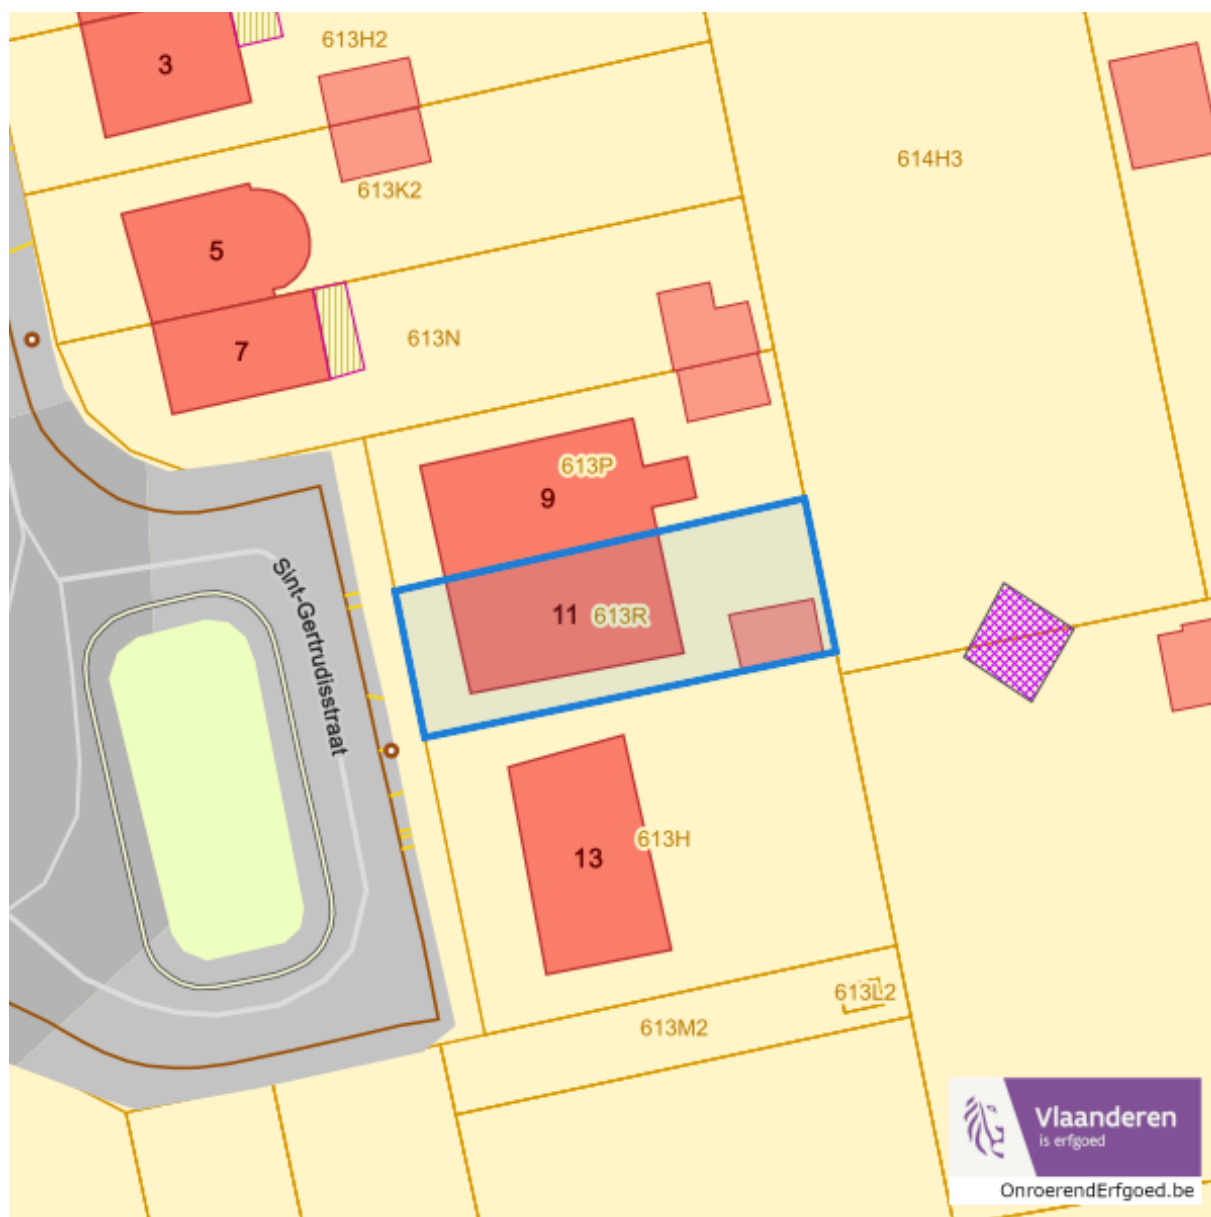 613H2
3
614H3
613K2
5
613N
7
613P
9
11
613R
Sint-Gertrudisstraat
613H
13
613L2
613M2
Vlaanderen
is erfgoed
OnroerendErfgoed.be